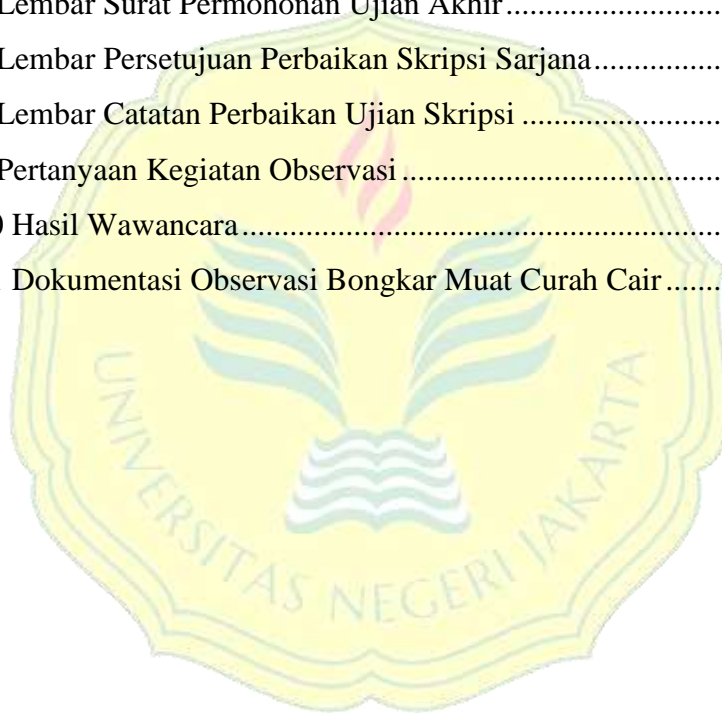 Lembar Surat Permohonan Ujian Akhir............................
Lembar Persetujuan Perbaikan Skripsi Sarjana................
Lembar Catatan Perbaikan Ujian Skripsi .........................
Pertanyaan Kegiatan Observasi ........................................
Hasil Wawancara............................................................
Dokumentasi Observasi Bongkar Muat Curah Cair .......
UNIVERSITAS NEGERI JAKARTA